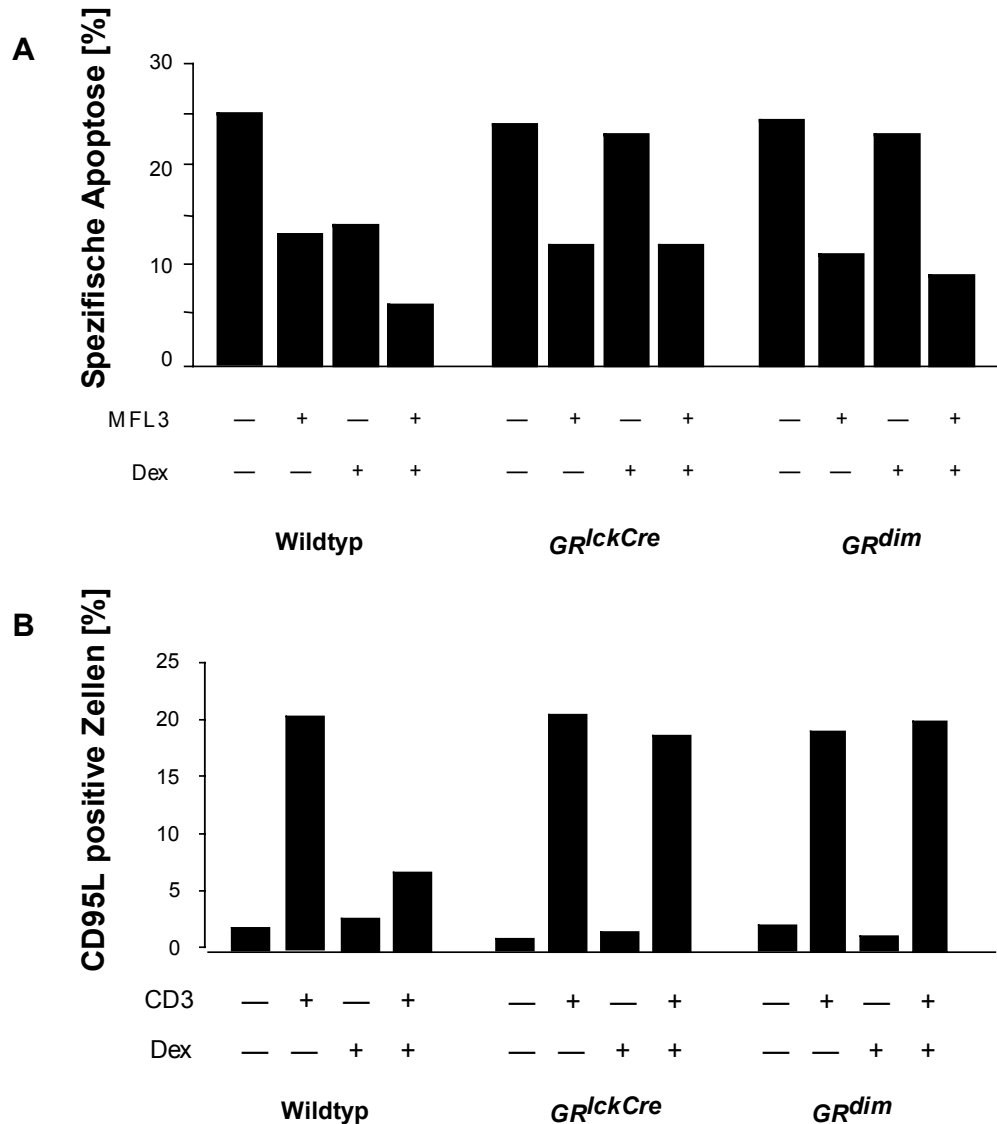 A
Spezifische Apoptose [%]
30
20
10
0
MFL3 — + — + — + — + — + — +
Dex — — + + — — + + — — + +
Wildtyp GRlckCre GRdim
B
CD95L positive Zellen [%]
25
20
15
10
5
0
CD3 — + — + — + — + — + — +
Dex — — + + — — + + — — + +
Wildtyp GRlckCre GRdim